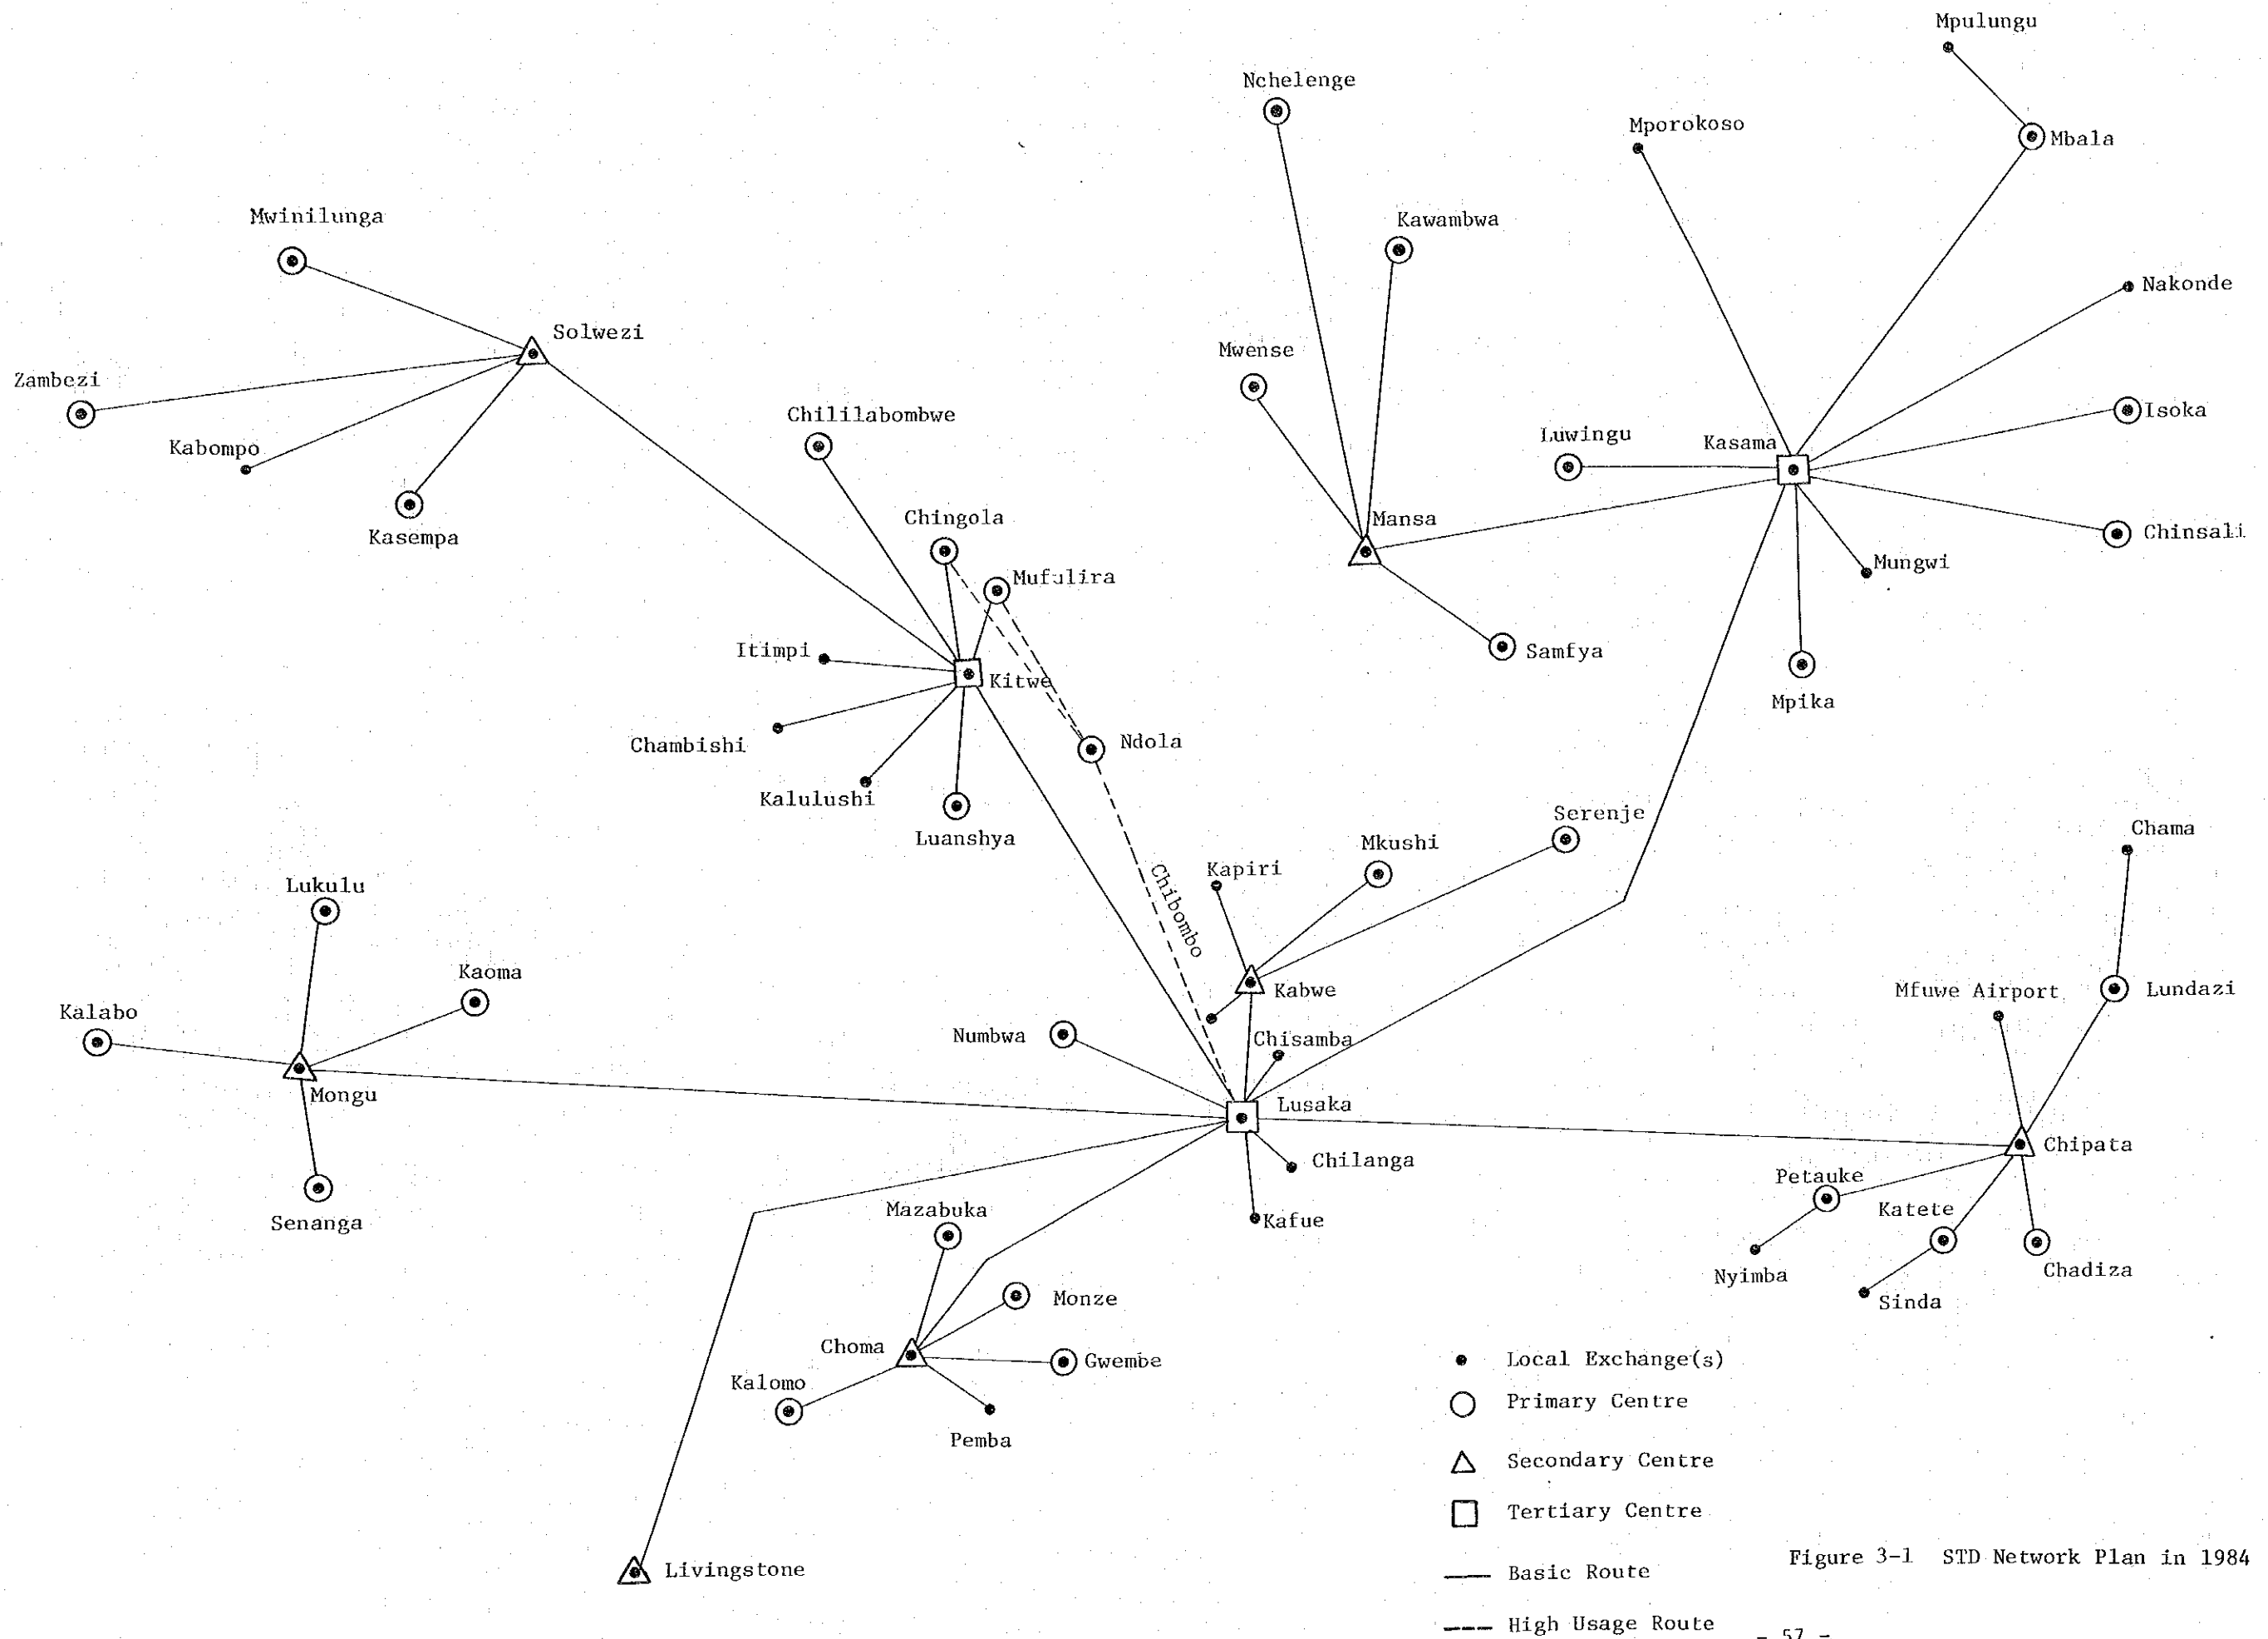 Mpulungu
Nchelenge
Mporokoso
Mbala
Mwinilunga
Kawambwa
Nakonde
Solwezi
Mwense
Zambezi
Chililabombwe
Isoka
Luwingu
Kasama
Kabompo
Chingola
Mansa
Kasempa
Chinsali
Mufulira
Mungwi
Itimpi
Samfya
Kitwe
Mpika
Chambishi
Ndola
Kalulushi
Luanshya
Serenje
Chama
Mkushi
Kapiri
Chibombo
Lukulu
Kaoma
Kabwe
Mfuwe Airport
Lundazi
Kalabo
Numbwa
Chisamba
Mongu
Lusaka
Chipata
Chilanga
Petauke
Mazabuka
Katete
Senanga
Kafue
Nyimba
Chadiza
Monze
Sinda
Choma
Gwembe
Kalomo
Pemba
Livingstone
Local Exchange(s)
Primary Centre
Secondary Centre
Tertiary Centre
Basic Route
High Usage Route
Figure 3-1 STD Network Plan in 1984
- 57 -